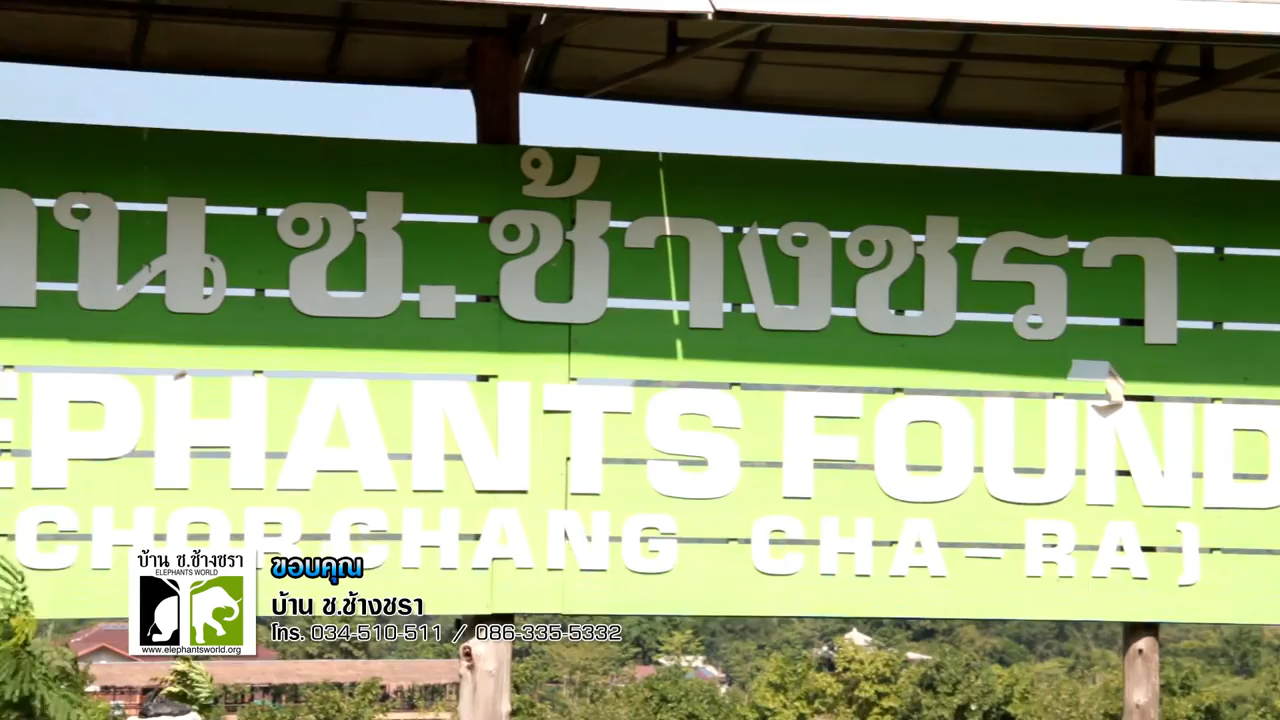 าน ช.ช้างชรา
EPHANTS FOUND
CHOR CHANG CHA-RA)
บ้าน ช.ช้างชรา
ELEPHANTS WORLD
www.elephantsworld.org
ขอบคุณ
บ้าน ช.ช้างชรา
โทร. 034-510-511 / 086-335-5332